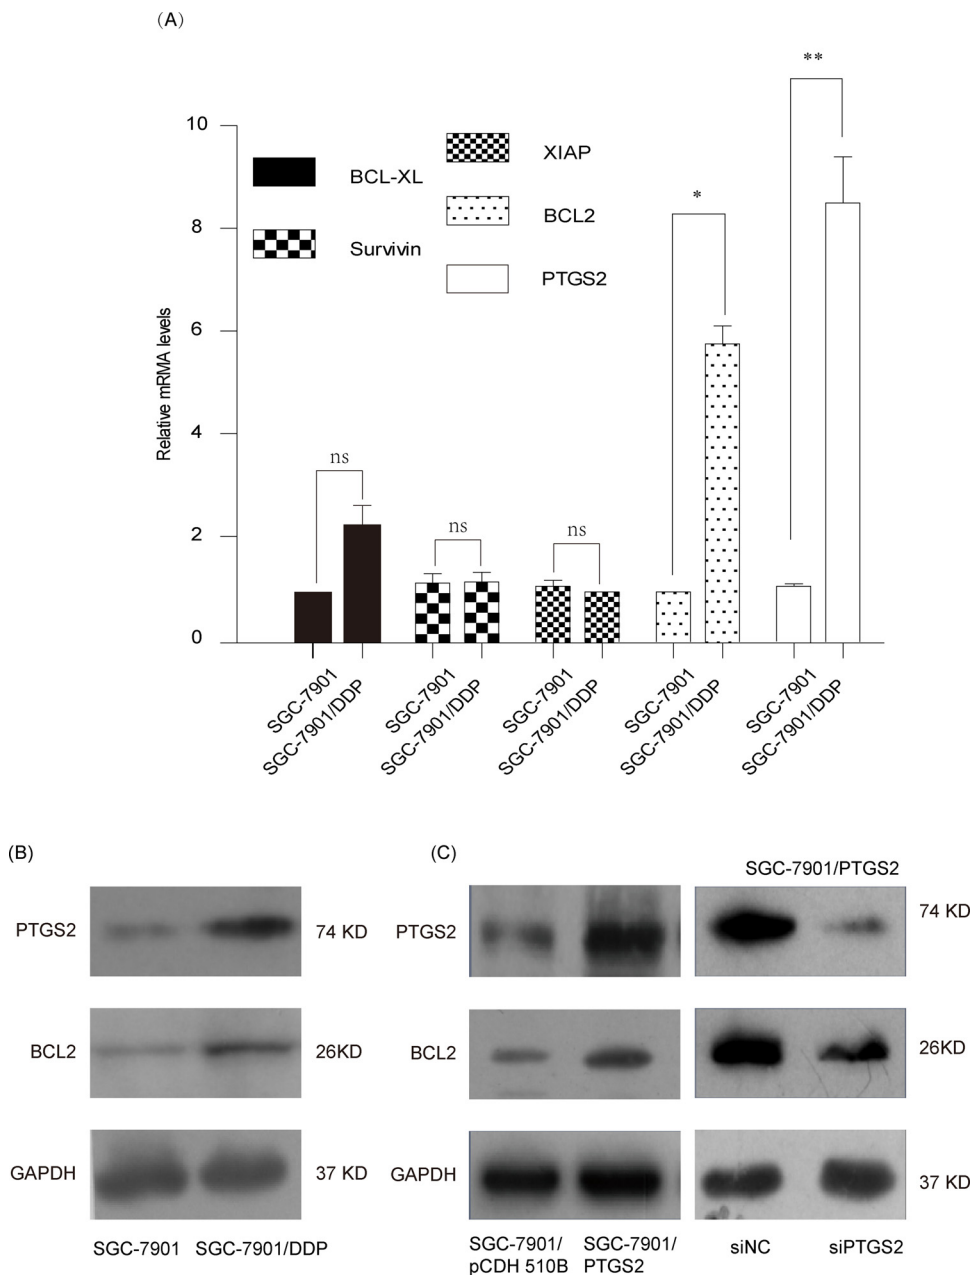 (A)
**
10
XIAP
BCL-XL
*
BCL2
8
Survivin
PTGS2
6
Relative mRMA levels
4
ns
ns
ns
2
0
SGC-7901
SGC-7901/DDP
SGC-7901
SGC-7901/DDP
SGC-7901
SGC-7901/DDP
SGC-7901
SGC-7901/DDP
SGC-7901
SGC-7901/DDP
(B)
PTGS2
74 KD
BCL2
26KD
GAPDH
37 KD
SGC-7901
SGC-7901/DDP
(C)
SGC-7901/PTGS2
PTGS2
74 KD
BCL2
26KD
GAPDH
37 KD
SGC-7901/
pCDH 510B
SGC-7901/
PTGS2
siNC
siPTGS2